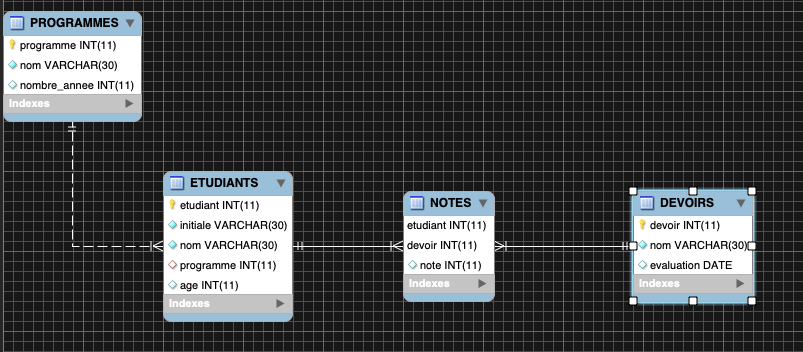 PROGRAMMES
programme INT(11)
nom VARCHAR(30)
nombre_annee INT(11)
Indexes
ETUDIANTS
etudiant INT(11)
initiale VARCHAR(30)
nom VARCHAR(30)
programme INT(11)
age INT(11)
Indexes
NOTES
etudiant INT(11)
devoir INT(11)
note INT(11)
Indexes
DEVOIRS
devoir INT(11)
nom VARCHAR(30)
evaluation DATE
Indexes